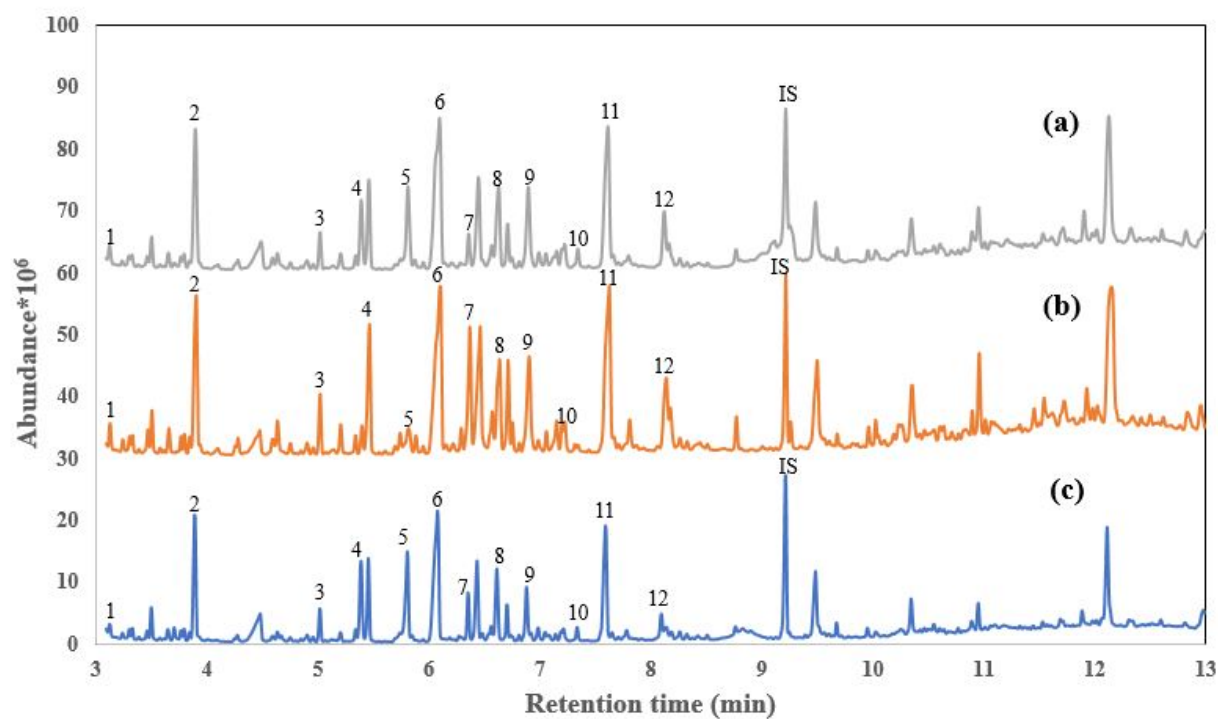 100
90
80
70
60
50
40
30
20
10
0
Abundance*10⁶
1 2 3 4 5 6 7 8 9 10 11 12 IS
(a)
1 2 3 4 5 6 7 8 9 10 11 12 IS
(b)
1 2 3 4 5 6 7 8 9 10 11 12 IS
(c)
3 4 5 6 7 8 9 10 11 12 13
Retention time (min)